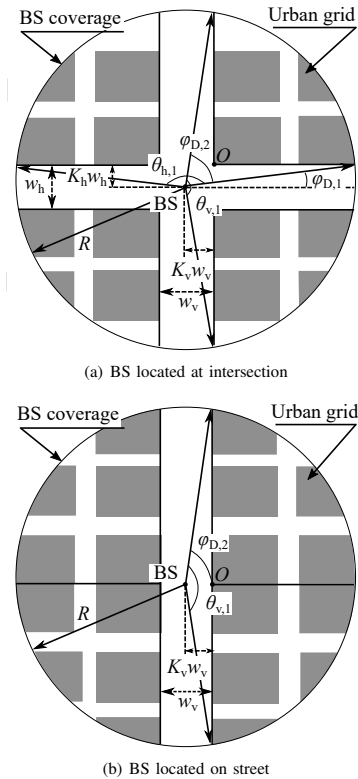 BS coverage
Urban grid
φD,2
O
θh,1
wh
Khwh
φD,1
BS
θv,1
R
Kvwv
wv
(a) BS located at intersection
BS coverage
Urban grid
φD,2
BS
O
θv,1
R
Kvwv
wv
(b) BS located on street